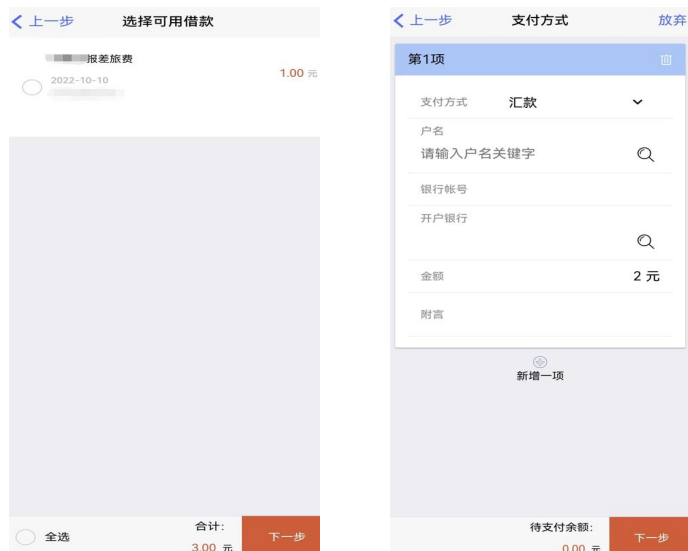 上一步
选择可用借款
报差旅费
2022-10-10
1.00 元
全选
合计:
3.00 元
下一步
上一步
支付方式
放弃
第1项
支付方式
汇款
户名
请输入户名关键字
银行帐号
开户银行
金额
2 元
附言
新增一项
待支付余额:
0.00 元
下一步